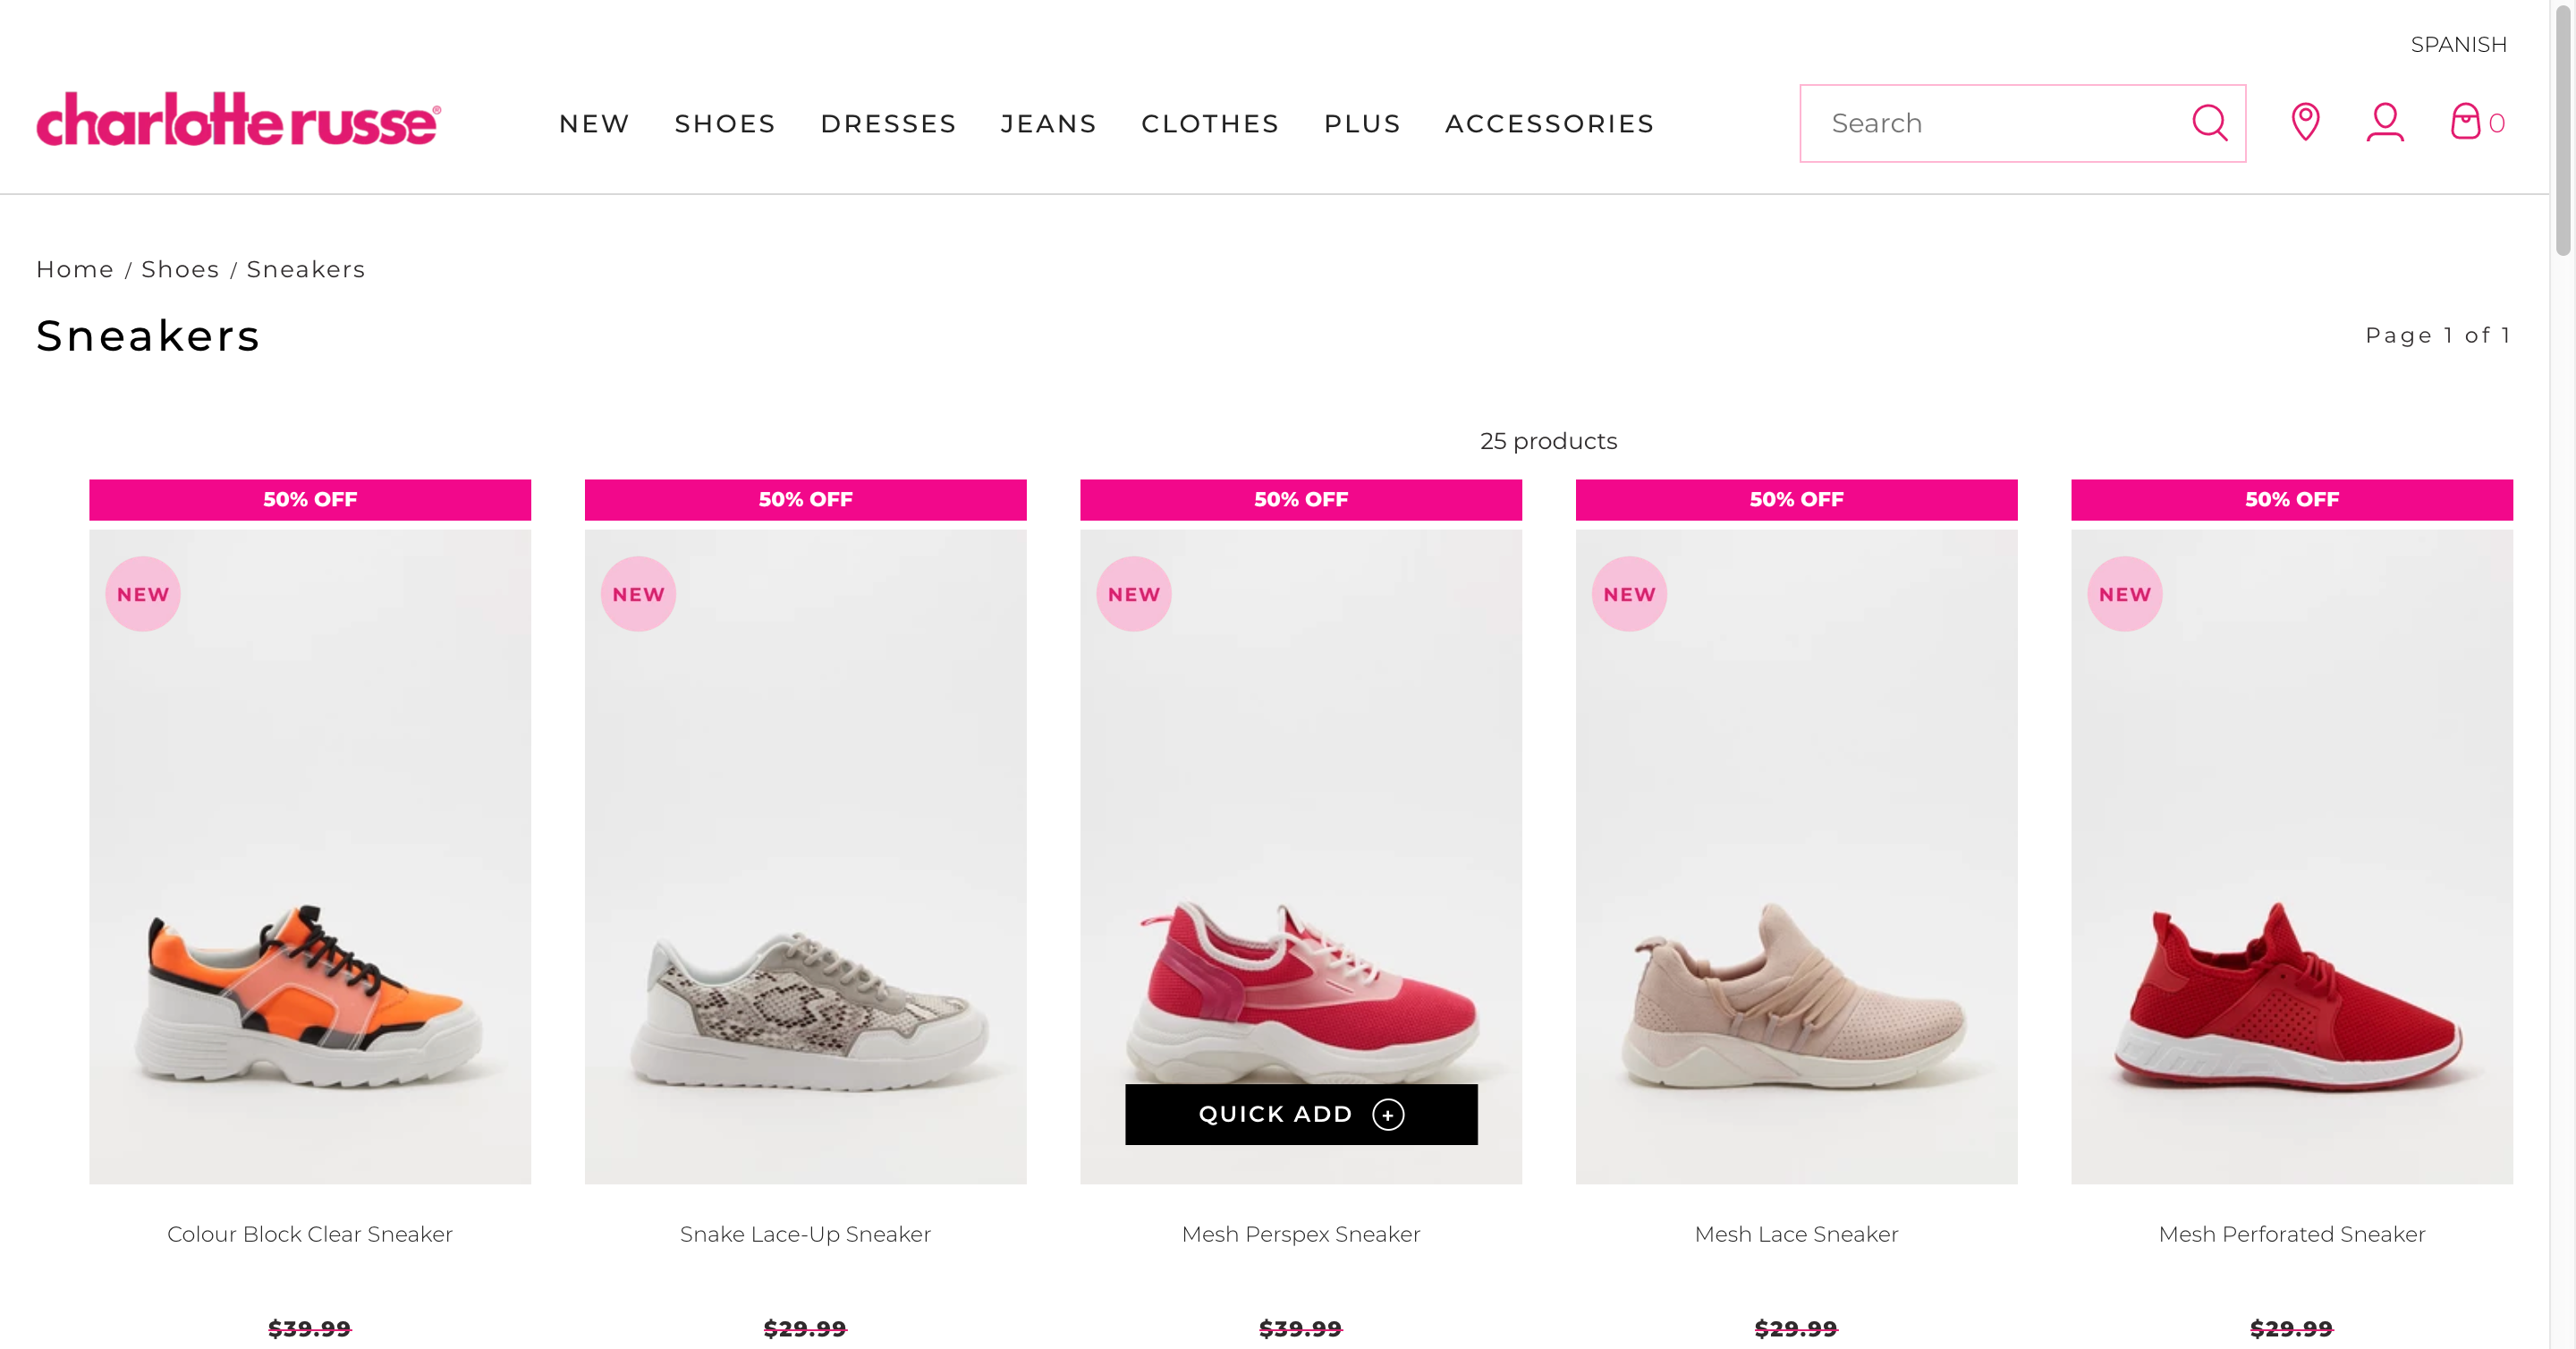 SPANISH
charlotte russe®
NEW SHOES DRESSES JEANS CLOTHES PLUS ACCESSORIES
Search
0
Home / Shoes / Sneakers
Sneakers
Page 1 of 1
25 products
50% OFF 50% OFF 50% OFF 50% OFF 50% OFF
NEW NEW NEW NEW NEW
QUICK ADD +
Colour Block Clear Sneaker Snake Lace-Up Sneaker Mesh Perspex Sneaker Mesh Lace Sneaker Mesh Perforated Sneaker
$39.99 $29.99 $39.99 $29.99 $29.99